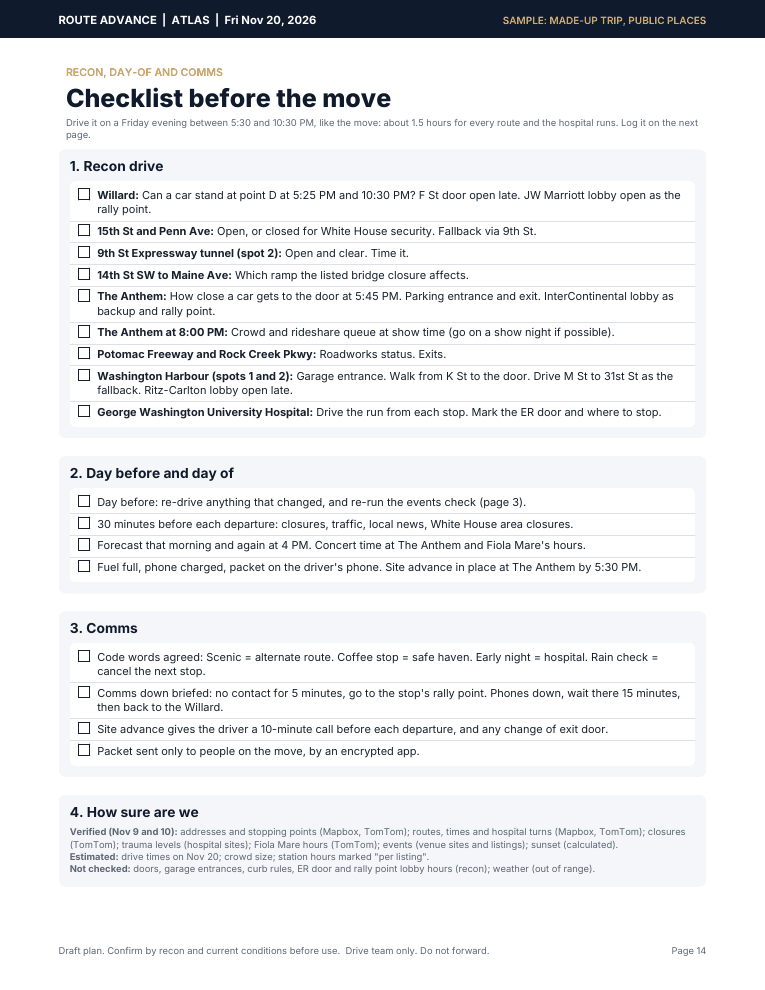 ROUTE ADVANCE | ATLAS | Fri Nov 20, 2026
SAMPLE: MADE-UP TRIP, PUBLIC PLACES
RECON, DAY-OF AND COMMS
Checklist before the move
Drive it on a Friday evening between 5:30 and 10:30 PM, like the move: about 1.5 hours for every route and the hospital runs. Log it on the next
page.
1. Recon drive
Willard: Can a car stand at point D at 5:25 PM and 10:30 PM? F St door open late. JW Marriott lobby open as the
rally point.
15th St and Penn Ave: Open, or closed for White House security. Fallback via 9th St.
9th St Expressway tunnel (spot 2): Open and clear. Time it.
14th St SW to Maine Ave: Which ramp the listed bridge closure affects.
The Anthem: How close a car gets to the door at 5:45 PM. Parking entrance and exit. InterContinental lobby as
backup and rally point.
The Anthem at 8:00 PM: Crowd and rideshare queue at show time (go on a show night if possible).
Potomac Freeway and Rock Creek Pkwy: Roadworks status. Exits.
Washington Harbour (spots 1 and 2): Garage entrance. Walk from K St to the door. Drive M St to 31st St as the
fallback. Ritz-Carlton lobby open late.
George Washington University Hospital: Drive the run from each stop. Mark the ER door and where to stop.
2. Day before and day of
Day before: re-drive anything that changed, and re-run the events check (page 3).
30 minutes before each departure: closures, traffic, local news, White House area closures.
Forecast that morning and again at 4 PM. Concert time at The Anthem and Fiola Mare's hours.
Fuel full, phone charged, packet on the driver's phone. Site advance in place at The Anthem by 5:30 PM.
3. Comms
Code words agreed: Scenic = alternate route. Coffee stop = safe haven. Early night = hospital. Rain check =
cancel the next stop.
Comms down briefed: no contact for 5 minutes, go to the stop's rally point. Phones down, wait there 15 minutes,
then back to the Willard.
Site advance gives the driver a 10-minute call before each departure, and any change of exit door.
Packet sent only to people on the move, by an encrypted app.
4. How sure are we
Verified (Nov 9 and 10): addresses and stopping points (Mapbox, TomTom); routes, times and hospital turns (Mapbox, TomTom); closures
(TomTom); trauma levels (hospital sites); Fiola Mare hours (TomTom); events (venue sites and listings); sunset (calculated).
Estimated: drive times on Nov 20; crowd size; station hours marked "per listing".
Not checked: doors, garage entrances, curb rules, ER door and rally point lobby hours (recon); weather (out of range).
Draft plan. Confirm by recon and current conditions before use. Drive team only. Do not forward.
Page 14